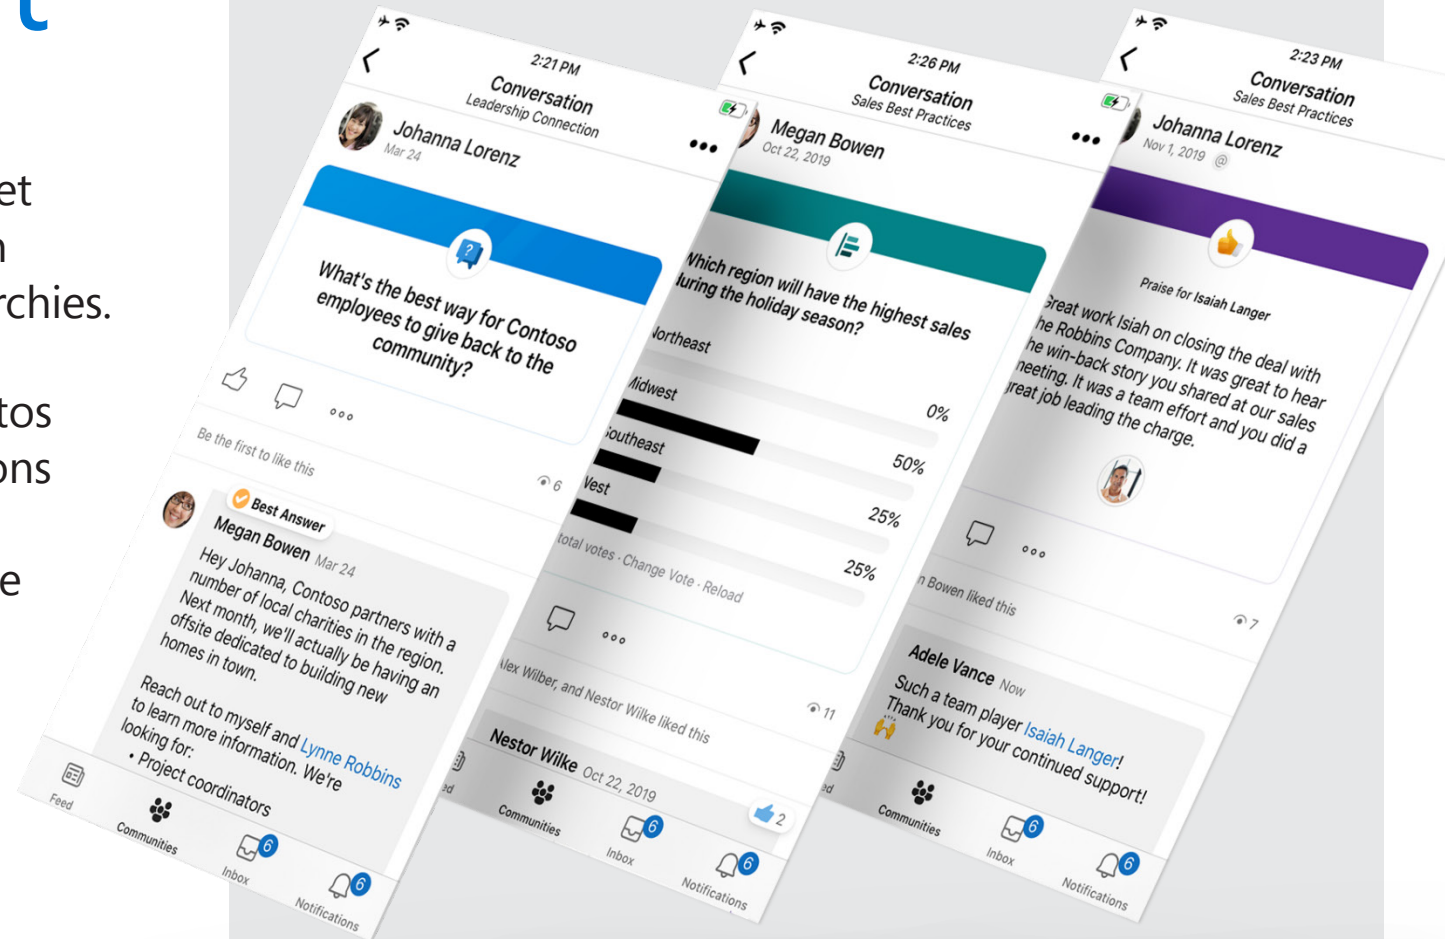 t
et
n
rchies.
tos
ons
e
2:21 PM
Conversation
Leadership Connection
Johanna Lorenz
Mar 24
What's the best way for Contoso
employees to give back to the
community?
Be the first to like this
6
Best Answer
Megan Bowen Mar 24
Hey Johanna, Contoso partners with a
number of local charities in the region.
Next month, we'll actually be having an
offsite dedicated to building new
homes in town.
Reach out to myself and Lynne Robbins
to learn more information. We're
looking for:
• Project coordinators
Feed
Communities
6
Inbox
6
Notifications
2:26 PM
Conversation
Sales Best Practices
Megan Bowen
Oct 22, 2019
Which region will have the highest sales
during the holiday season?
Northeast
0%
Midwest
50%
Southeast
25%
West
25%
total votes · Change Vote · Reload
Alex Wilber, and Nestor Wilke liked this
11
Nestor Wilke Oct 22, 2019
2
ed
Communities
6
Inbox
6
Notifications
2:23 PM
Conversation
Sales Best Practices
Johanna Lorenz
Nov 1, 2019 @
Praise for Isaiah Langer
Great work Isiah on closing the deal with
the Robbins Company. It was great to hear
the win-back story you shared at our sales
meeting. It was a team effort and you did a
great job leading the charge.
n Bowen liked this
7
Adele Vance Now
Such a team player Isaiah Langer!
Thank you for your continued support!
🙌
ed
Communities
6
Inbox
6
Notifications